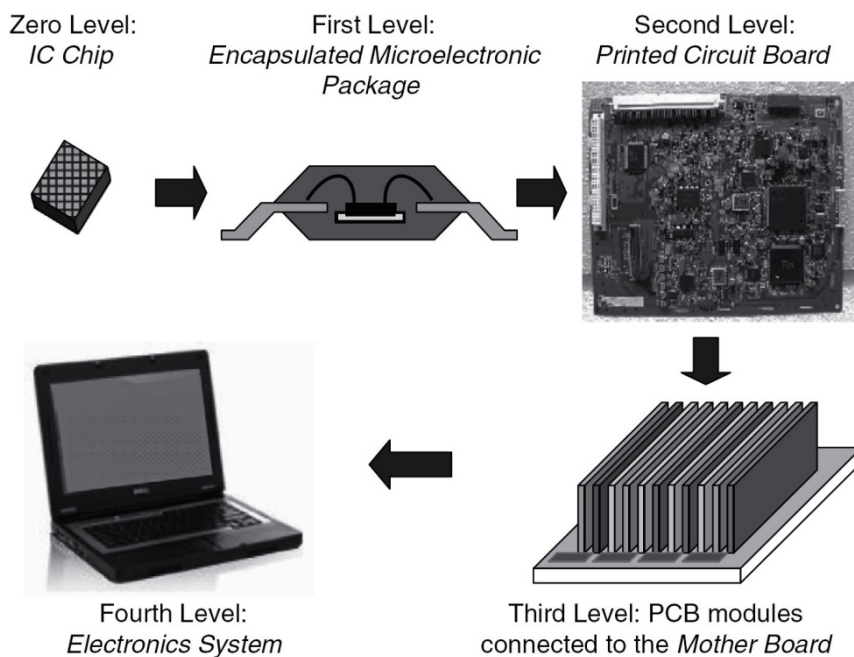 Zero Level:
IC Chip
First Level:
Encapsulated Microelectronic
Package
Second Level:
Printed Circuit Board
Fourth Level:
Electronics System
Third Level: PCB modules
connected to the Mother Board